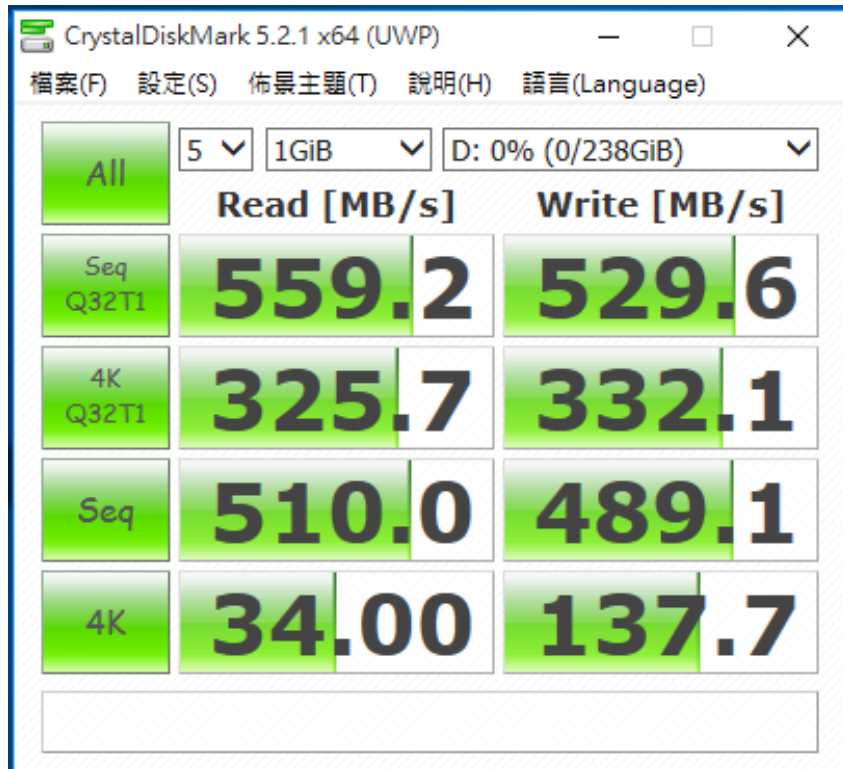 CrystalDiskMark 5.2.1 x64 (UWP)
檔案(F) 設定(S) 佈景主題(T) 說明(H) 語言(Language)
All 5 1GiB D: 0% (0/238GiB)
Read [MB/s] Write [MB/s]
Seq Q32T1 559.2 529.6
4K Q32T1 325.7 332.1
Seq 510.0 489.1
4K 34.00 137.7